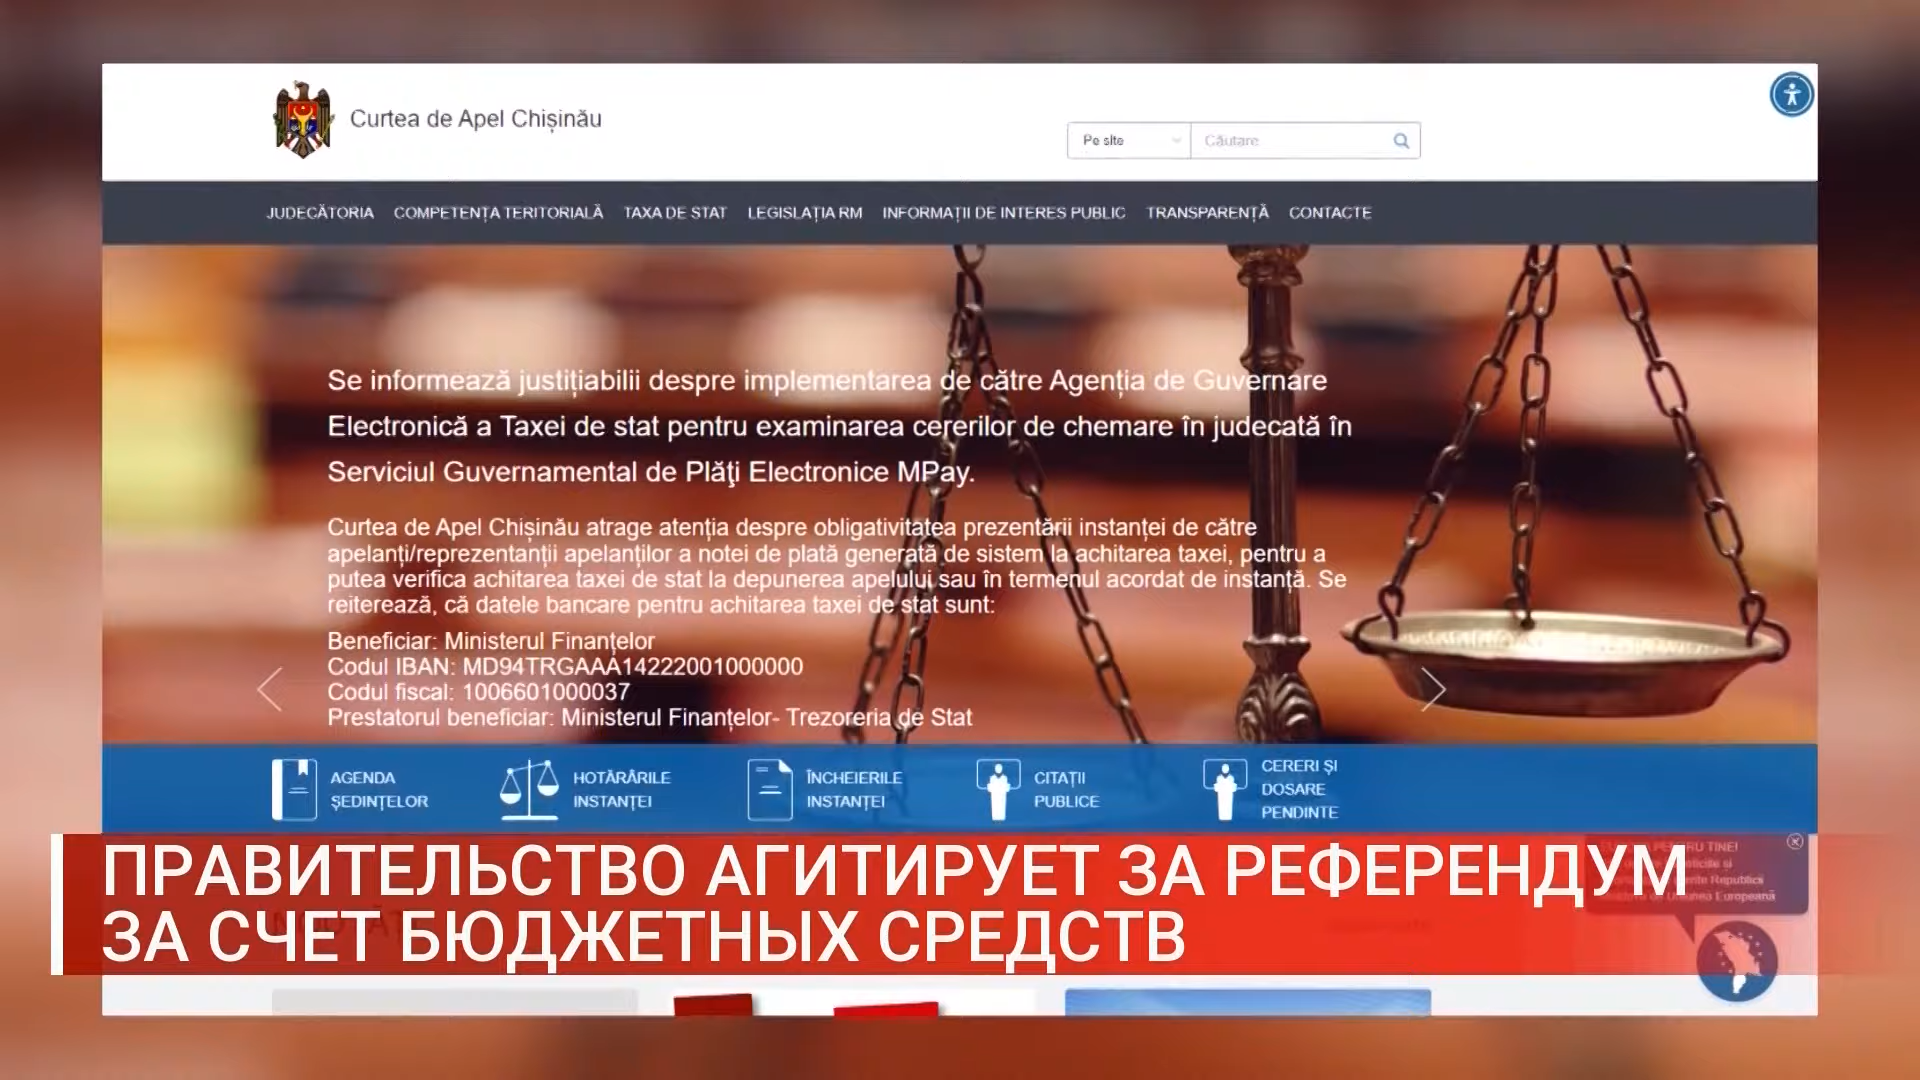 Curtea de Apel Chișinău
Pe site
Căutare
JUDECĂTORIA COMPETENȚA TERITORIALĂ TAXA DE STAT LEGISLAȚIA RM INFORMAȚII DE INTERES PUBLIC TRANSPARENȚĂ CONTACTE
Se informează justițiabilii despre implementarea de către Agenția de Guvernare
Electronică a Taxei de stat pentru examinarea cererilor de chemare în judecată în
Serviciul Guvernamental de Plăţi Electronice MPay.
Curtea de Apel Chișinău atrage atenția despre obligativitatea prezentării instanței de către
apelanți/reprezentanții apelanților a notei de plată generată de sistem la achitarea taxei, pentru a
putea verifica achitarea taxei de stat la depunerea apelului sau în termenul acordat de instanță. Se
reiterează, că datele bancare pentru achitarea taxei de stat sunt:
Beneficiar: Ministerul Finanțelor
Codul IBAN: MD94TRGAAA14222001000000
Codul fiscal: 1006601000037
Prestatorul beneficiar: Ministerul Finanțelor- Trezoreria de Stat
AGENDA
ȘEDINȚELOR
HOTĂRÂRILE
INSTANȚEI
ÎNCHEIERILE
INSTANȚEI
CITAȚII
PUBLICE
CERERI ȘI
DOSARE
PENDINTE
ПРАВИТЕЛЬСТВО АГИТИРУЕТ ЗА РЕФЕРЕНДУМ
ЗА СЧЕТ БЮДЖЕТНЫХ СРЕДСТВ
TINE!
și
Republicii
Uniunea Europeană